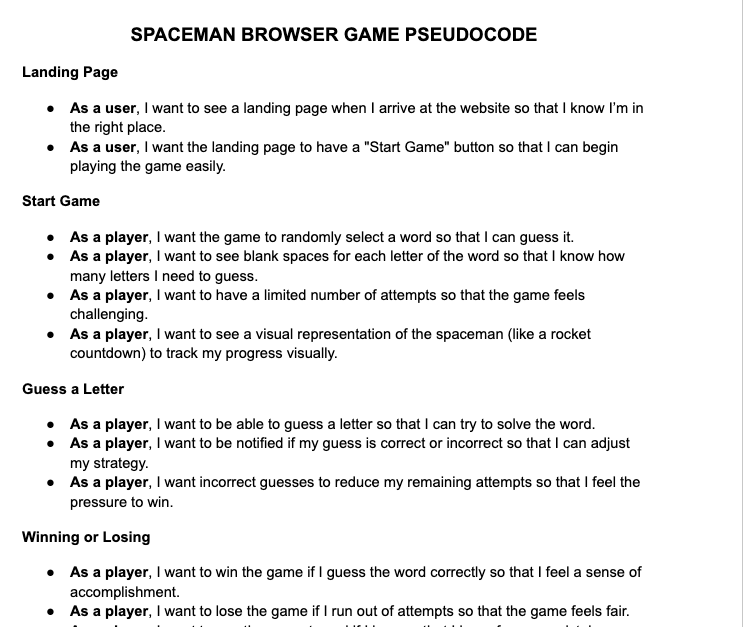 SPACEMAN BROWSER GAME PSEUDOCODE
Landing Page
● As a user, I want to see a landing page when I arrive at the website so that I know I’m in
the right place.
● As a user, I want the landing page to have a "Start Game" button so that I can begin
playing the game easily.
Start Game
● As a player, I want the game to randomly select a word so that I can guess it.
● As a player, I want to see blank spaces for each letter of the word so that I know how
many letters I need to guess.
● As a player, I want to have a limited number of attempts so that the game feels
challenging.
● As a player, I want to see a visual representation of the spaceman (like a rocket
countdown) to track my progress visually.
Guess a Letter
● As a player, I want to be able to guess a letter so that I can try to solve the word.
● As a player, I want to be notified if my guess is correct or incorrect so that I can adjust
my strategy.
● As a player, I want incorrect guesses to reduce my remaining attempts so that I feel the
pressure to win.
Winning or Losing
● As a player, I want to win the game if I guess the word correctly so that I feel a sense of
accomplishment.
● As a player, I want to lose the game if I run out of attempts so that the game feels fair.